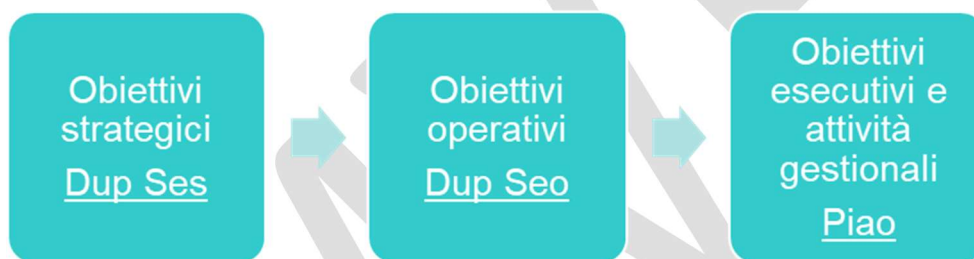 Obiettivi
strategici
Dup Ses
Obiettivi
operativi
Dup Seo
Obiettivi
esecutivi e
attività
gestionali
Piao